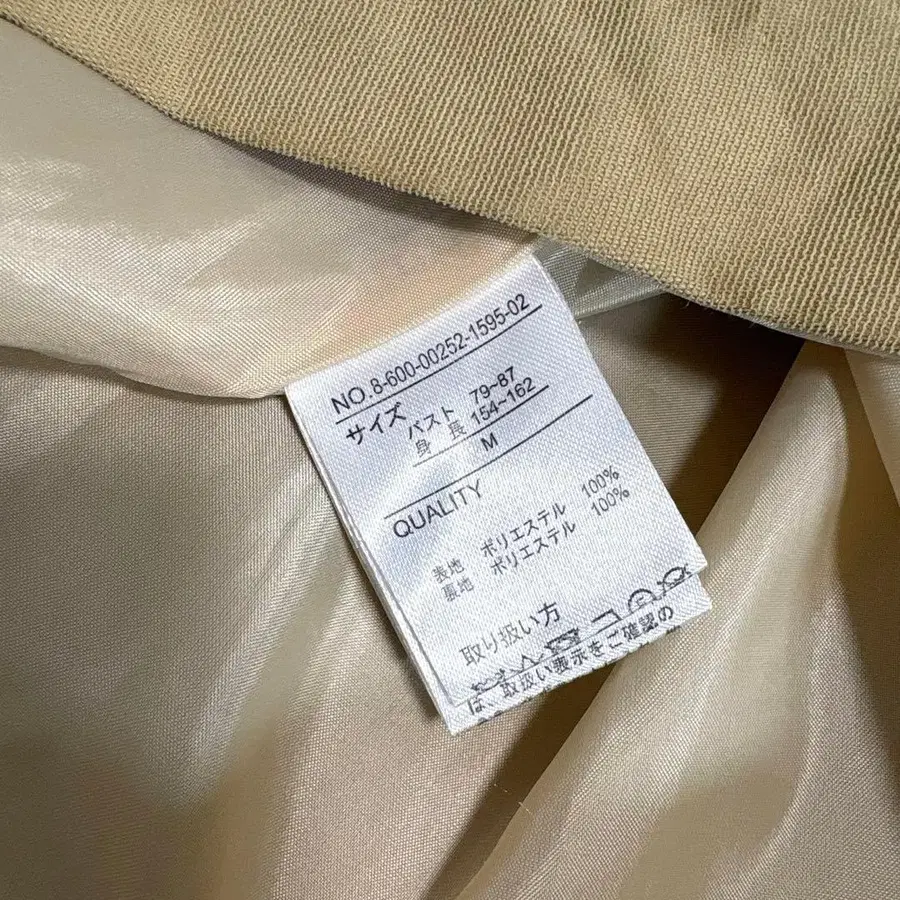 NO.8-600-00252-1595-02
サイズ
バスト 79~87
身長 154~162
M
QUALITY
表地 ポリエステル 100%
裏地 ポリエステル 100%
取り扱い方
は、取扱い表示をご確認の